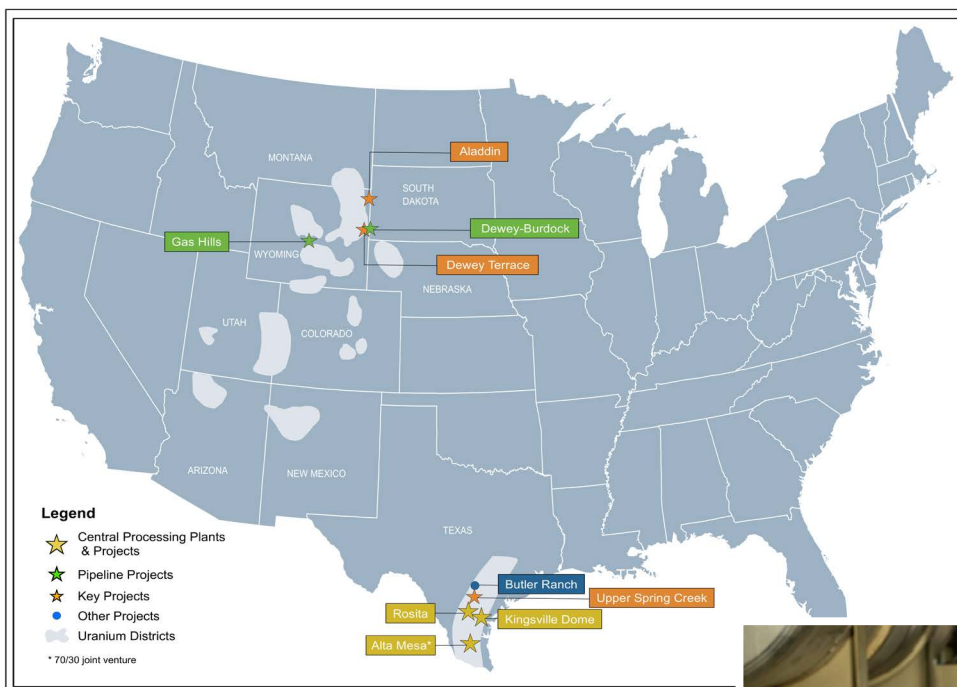 Aladdin
MONTANA
SOUTH
DAKOTA
Gas Hills
Dewey-Burdock
WYOMING
Dewey Terrace
NEBRASKA
UTAH
COLORADO
ARIZONA
NEW MEXICO
Legend
Central Processing Plants
& Projects
Pipeline Projects
Key Projects
Other Projects
Uranium Districts
* 70/30 joint venture
TEXAS
Butler Ranch
Upper Spring Creek
Rosita
Kingsville Dome
Alta Mesa*